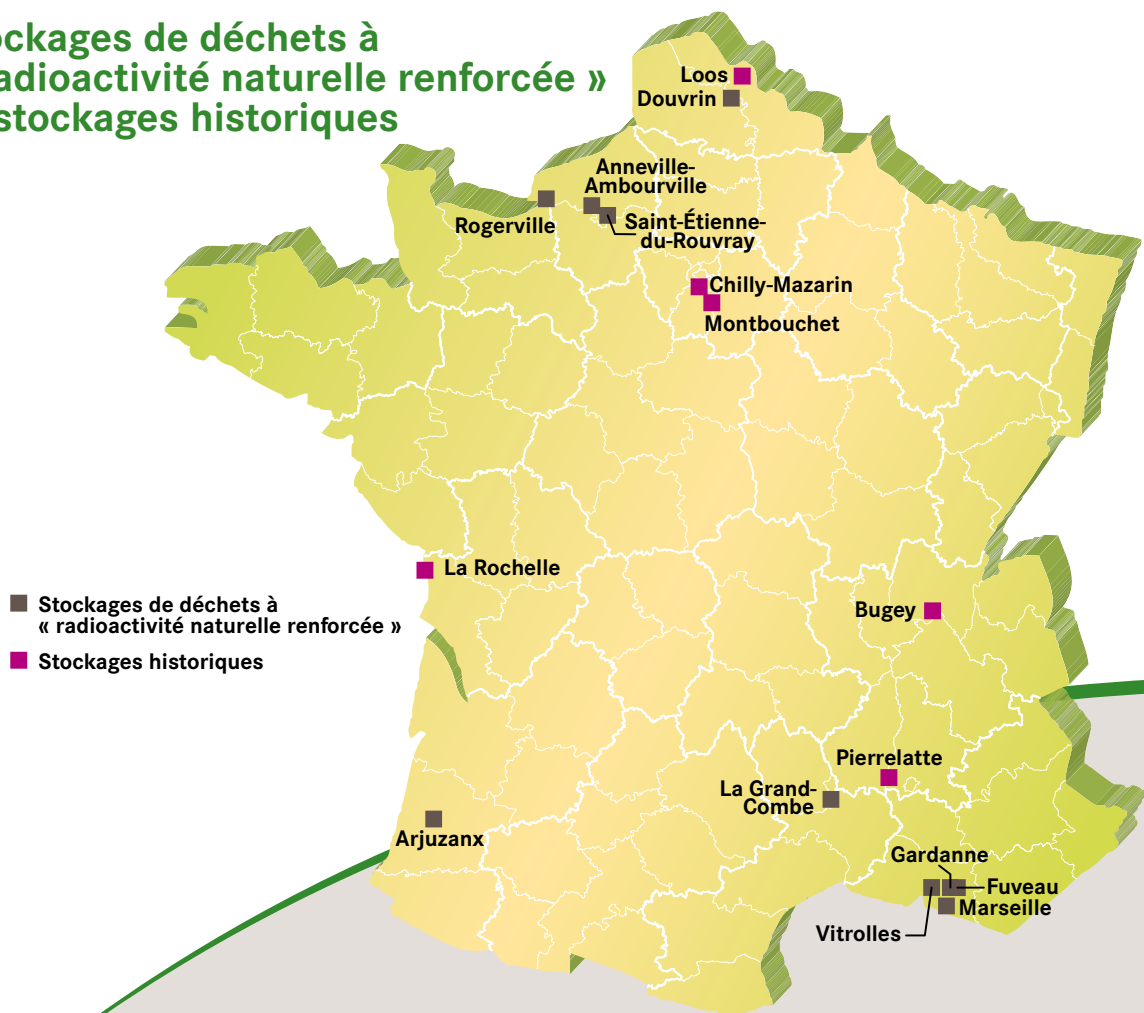 ockages de déchets à
adioactivité naturelle renforcée »
stockages historiques
Loos
Douvrin
Anneville-
Ambourville
Rogerville
Saint-Étienne-
du-Rouvray
Chilly-Mazarin
Montbouchet
La Rochelle
Stockages de déchets à
« radioactivité naturelle renforcée »
Stockages historiques
Bugey
Pierrelatte
La Grand-
Combe
Arjuzanx
Gardanne
Fuveau
Marseille
Vitrolles